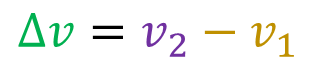 Δv = v₂ − v₁